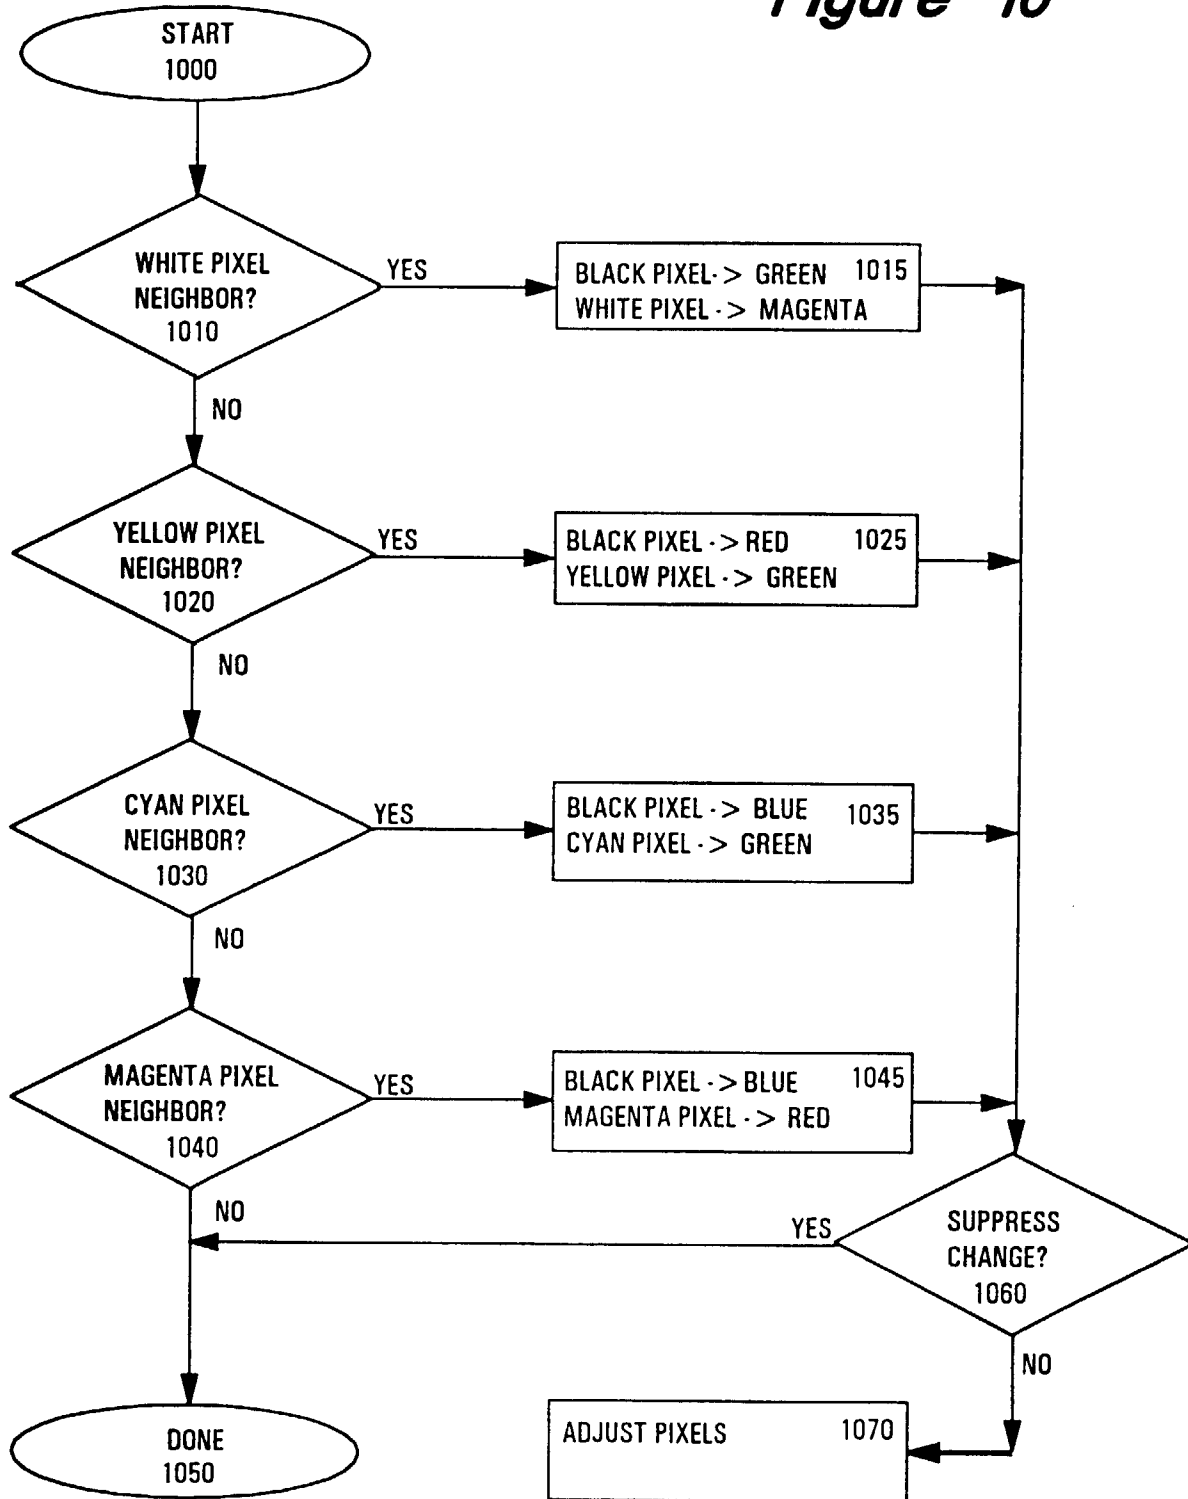 Figure 10
START
1000
WHITE PIXEL
NEIGHBOR?
1010
YES
BLACK PIXEL -> GREEN 1015
WHITE PIXEL -> MAGENTA
NO
YELLOW PIXEL
NEIGHBOR?
1020
YES
BLACK PIXEL -> RED 1025
YELLOW PIXEL -> GREEN
NO
CYAN PIXEL
NEIGHBOR?
1030
YES
BLACK PIXEL -> BLUE 1035
CYAN PIXEL -> GREEN
NO
MAGENTA PIXEL
NEIGHBOR?
1040
YES
BLACK PIXEL -> BLUE 1045
MAGENTA PIXEL -> RED
NO
YES
SUPPRESS
CHANGE?
1060
NO
DONE
1050
ADJUST PIXELS 1070